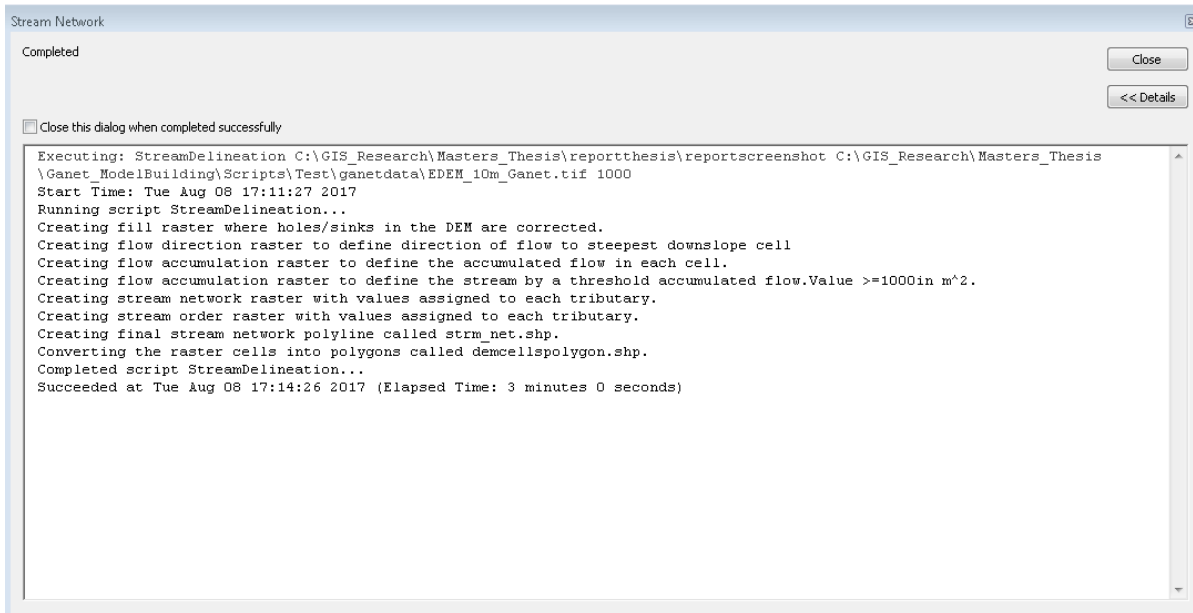 Stream Network
Completed
Close
<< Details
Close this dialog when completed successfully
Executing: StreamDelineation C:\GIS_Research\Masters_Thesis\reportthesis\reportscreenshot C:\GIS_Research\Masters_Thesis
\Ganet_ModelBuilding\Scripts\Test\ganetdata\EDEM_10m_Ganet.tif 1000
Start Time: Tue Aug 08 17:11:27 2017
Running script StreamDelineation...
Creating fill raster where holes/sinks in the DEM are corrected.
Creating flow direction raster to define direction of flow to steepest downslope cell
Creating flow accumulation raster to define the accumulated flow in each cell.
Creating flow accumulation raster to define the stream by a threshold accumulated flow.Value >=1000in m^2.
Creating stream network raster with values assigned to each tributary.
Creating stream order raster with values assigned to each tributary.
Creating final stream network polyline called strm_net.shp.
Converting the raster cells into polygons called demcellspolygon.shp.
Completed script StreamDelineation...
Succeeded at Tue Aug 08 17:14:26 2017 (Elapsed Time: 3 minutes 0 seconds)